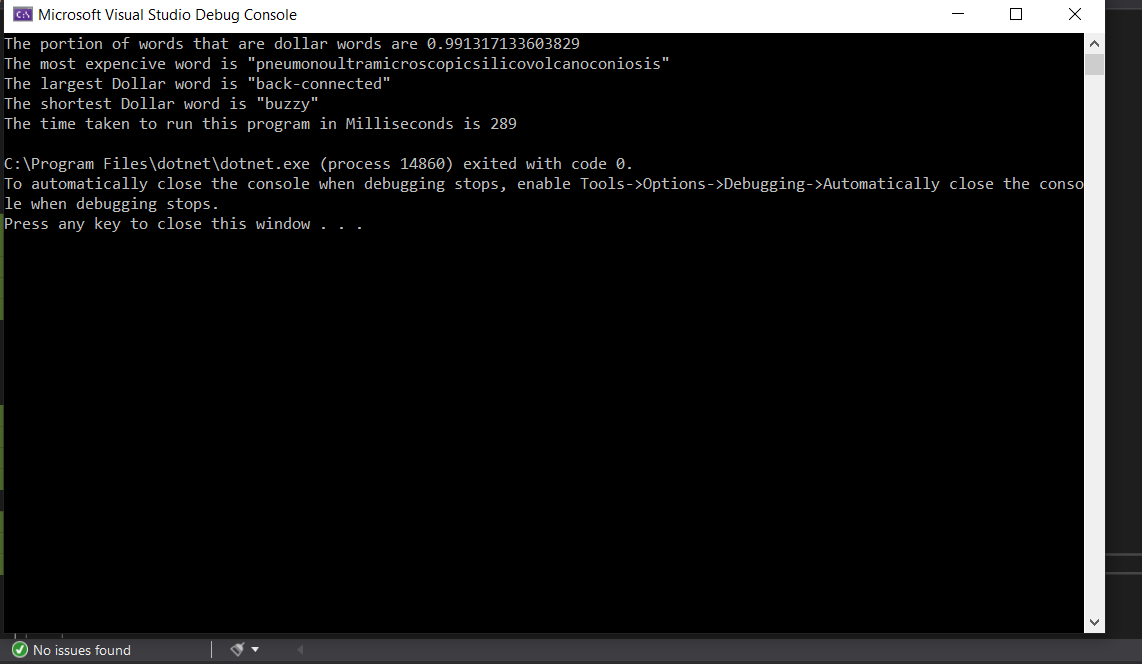 Microsoft Visual Studio Debug Console
The portion of words that are dollar words are 0.991317133603829
The most expencive word is "pneumonoultramicroscopicsilicovolcanoconiosis"
The largest Dollar word is "back-connected"
The shortest Dollar word is "buzzy"
The time taken to run this program in Milliseconds is 289
C:\Program Files\dotnet\dotnet.exe (process 14860) exited with code 0.
To automatically close the console when debugging stops, enable Tools->Options->Debugging->Automatically close the conso
le when debugging stops.
Press any key to close this window . . .
No issues found